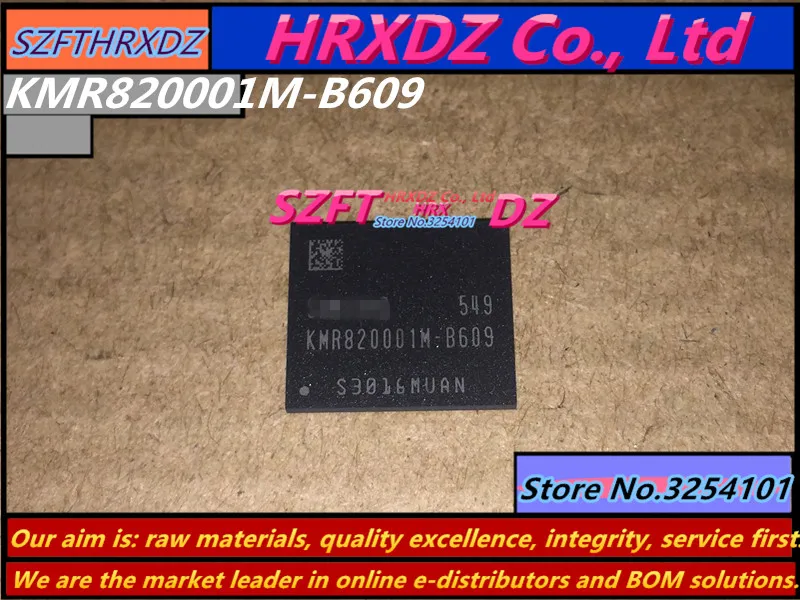 SZFTHRXDZ
HRXDZ Co., Ltd
KMR820001M-B609
SZFT HRXDZ Co., Ltd DZ
HRX
Store No.3254101
549
KMR820001M-B609
S3016MUAN
Store No.3254101
Our aim is: raw materials, quality excellence, integrity, service first.
We are the market leader in online e-distributors and BOM solutions.